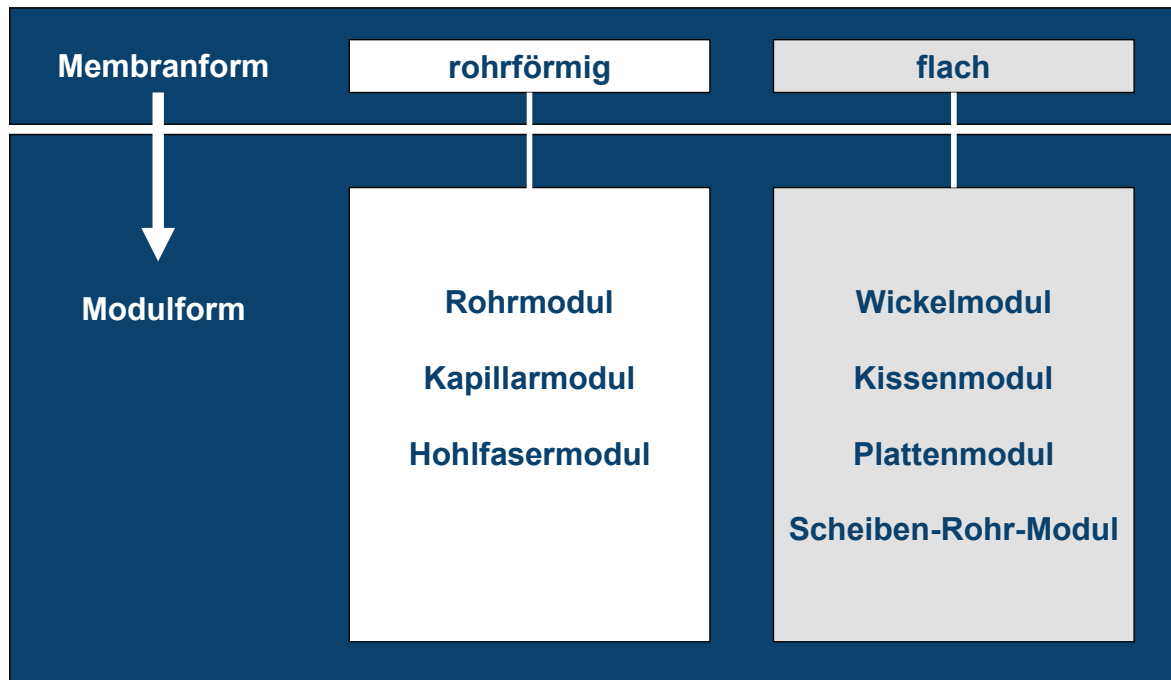 Membranform
rohrförmig
flach
Modulform
Rohrmodul
Kapillarmodul
Hohlfasermodul
Wickelmodul
Kissenmodul
Plattenmodul
Scheiben-Rohr-Modul